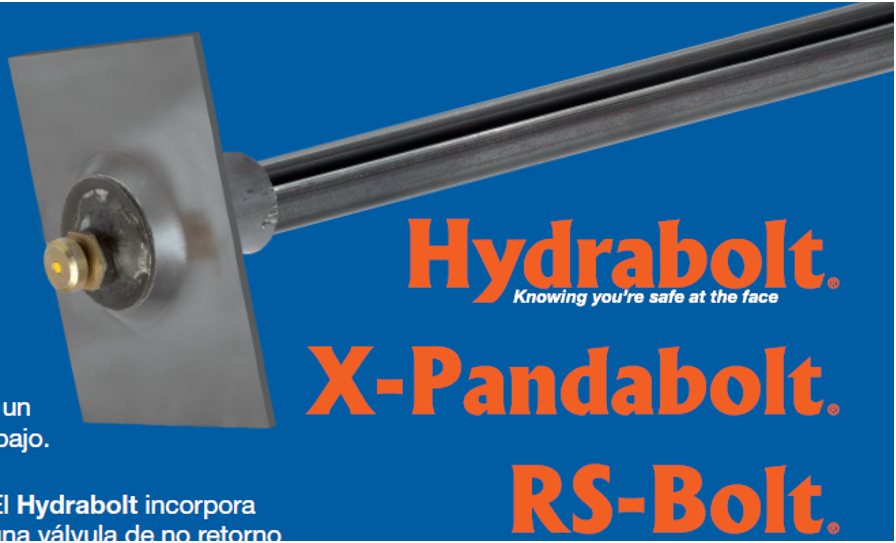 Hydrabolt.®
Knowing you're safe at the face
X-Pandabolt.®
un
bajo.
RS-Bolt.®
El Hydrabolt incorpora
una válvula de no retorno